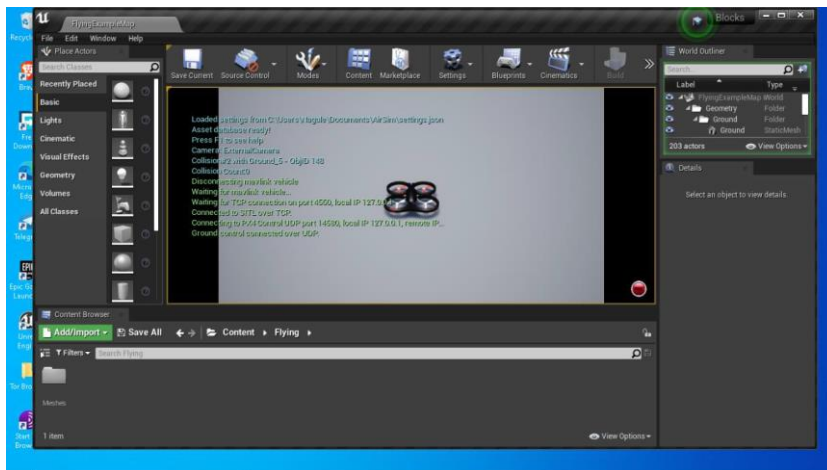 FlyingExampleMap
Blocks
File Edit Window Help
Place Actors
Search Classes
Recently Placed
Basic
Lights
Cinematic
Visual Effects
Geometry
Volumes
All Classes
Save Current
Source Control
Modes
Content
Marketplace
Settings
Blueprints
Cinematics
Build
Loaded settings from C:\Users\tagule\Documents\AirSim\settings.json
Asset database ready!
Press F1 to see help
Camera: ExternalCamera
Collision#2 with Ground_5 - ObjID 148
Collision Count:0
Disconnecting mavlink vehicle
Waiting for mavlink vehicle...
Waiting for TCP connection on port 4560, local IP 127.0.0.1
Connected to SITL over TCP.
Connecting to PX4 Control UDP port 14580, local IP 127.0.0.1, remote IP...
Ground control connected over UDP.
World Outliner
Search...
Label Type
FlyingExampleMap World
Geometry Folder
Ground Folder
Ground StaticMesh
203 actors View Options
Details
Select an object to view details.
Content Browser
Add/Import Save All Content Flying
Filters Search Flying
Meshes
1 item View Options